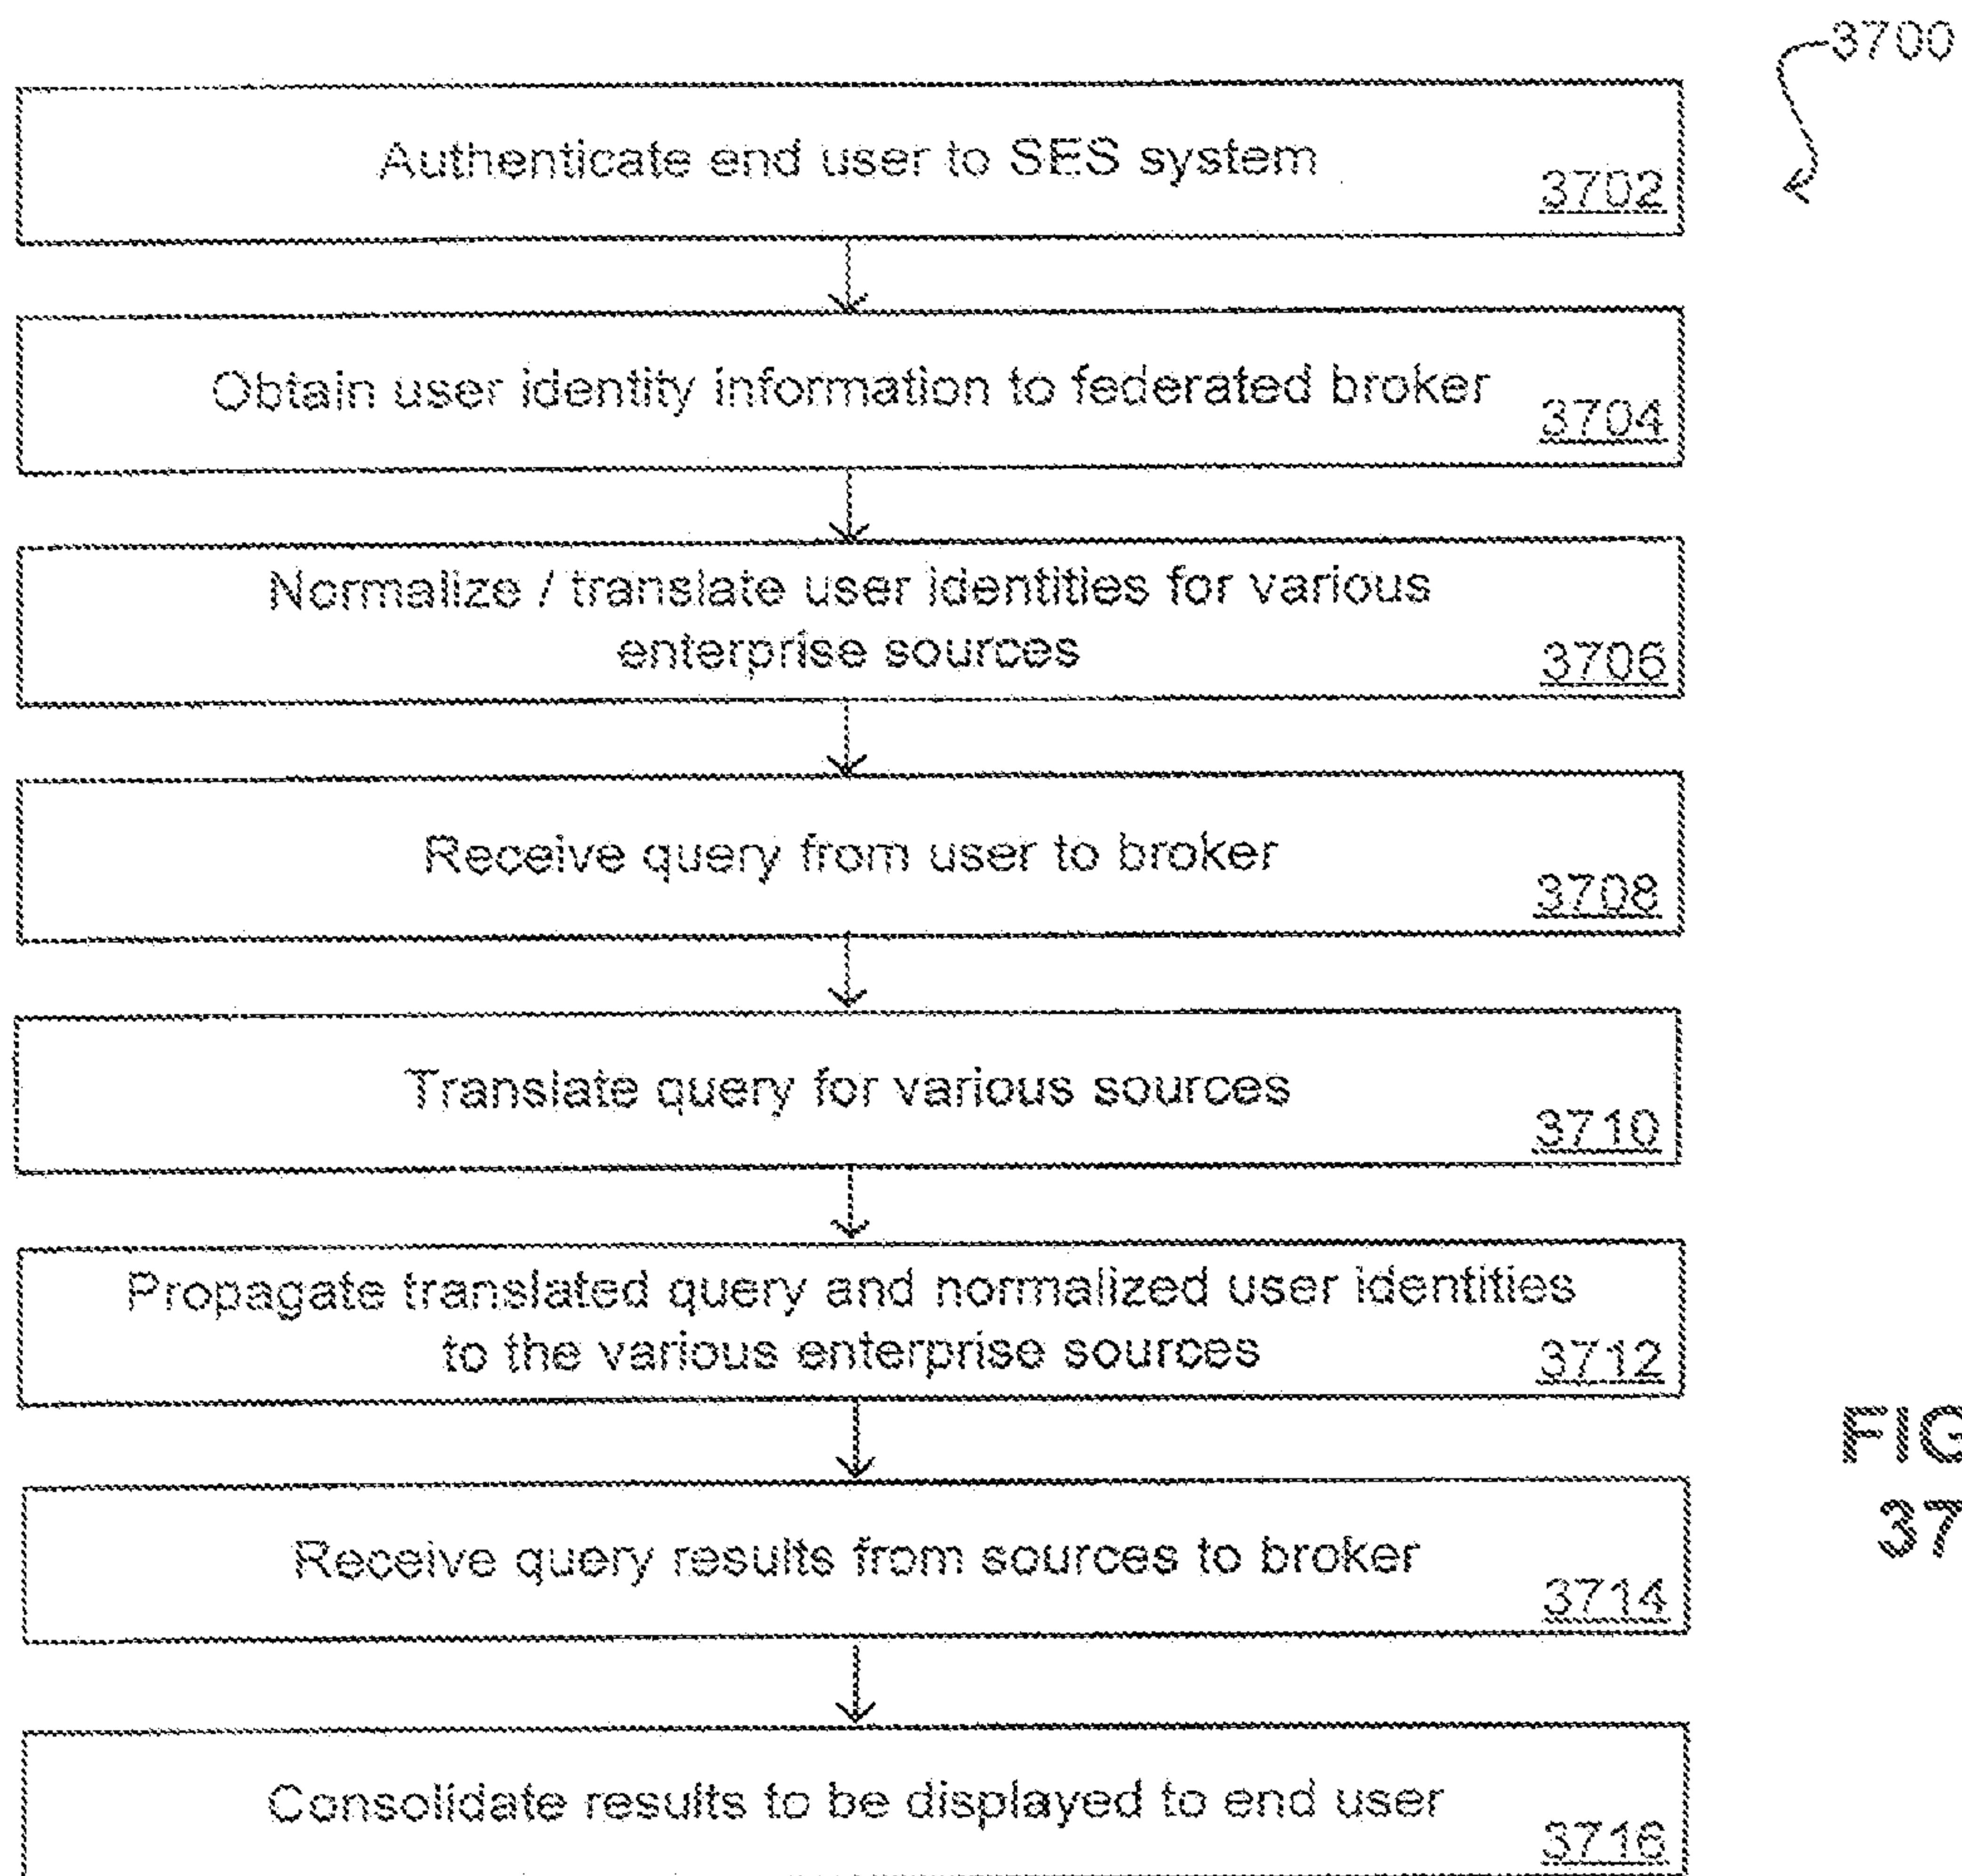 3700
Authenticate end user to SES system
3702
Obtain user identity information to federated broker
3704
Normalize / translate user identities for various
enterprise sources
3706
Receive query from user to broker
3708
Translate query for various sources
3710
Propagate translated query and normalized user identities
to the various enterprise sources
3712
FIG
37
Receive query results from sources to broker
3714
Consolidate results to be displayed to end user
3716